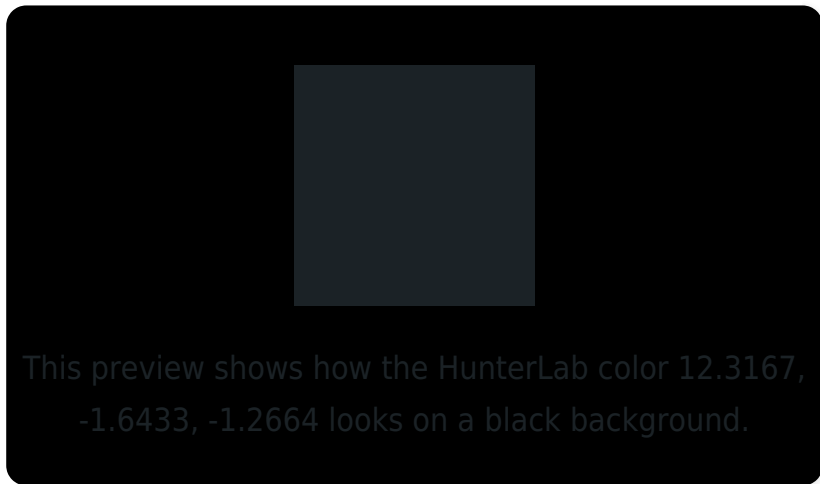 This preview shows how the HunterLab color 12.3167,
-1.6433, -1.2664 looks on a black background.